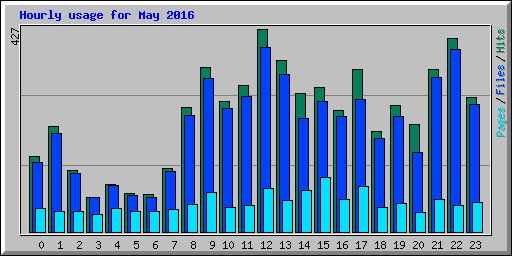 Hourly usage for May 2016
427
Pages/Files/Hits
0 1 2 3 4 5 6 7 8 9 10 11 12 13 14 15 16 17 18 19 20 21 22 23